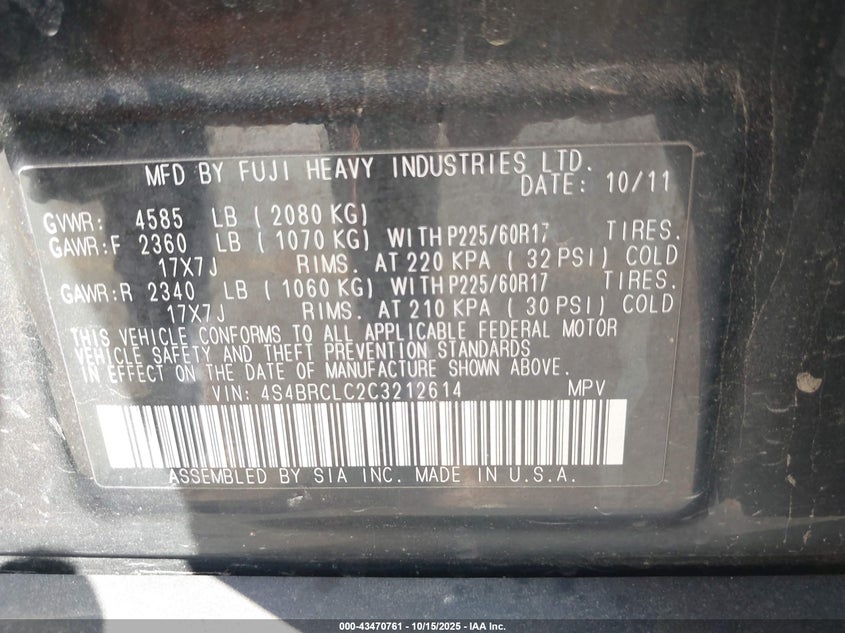 MFD BY FUJI HEAVY INDUSTRIES LTD.
DATE: 10/11
GVWR: 4585 LB ( 2080 KG)
GAWR:F 2360 LB ( 1070 KG) WITH P225/60R17 TIRES.
17X7J RIMS. AT 220 KPA ( 32 PSI) COLD
GAWR:R 2340 LB ( 1060 KG) WITH P225/60R17 TIRES.
17X7J RIMS. AT 210 KPA ( 30 PSI) COLD
THIS VEHICLE CONFORMS TO ALL APPLICABLE FEDERAL MOTOR
VEHICLE SAFETY AND THEFT PREVENTION STANDARDS
IN EFFECT ON THE DATE OF MANUFACTURE SHOWN ABOVE.
VIN: 4S4BRCLC2C3212614 MPV
ASSEMBLED BY SIA INC. MADE IN U.S.A.
000-43470761 - 10/15/2025 - IAA Inc.